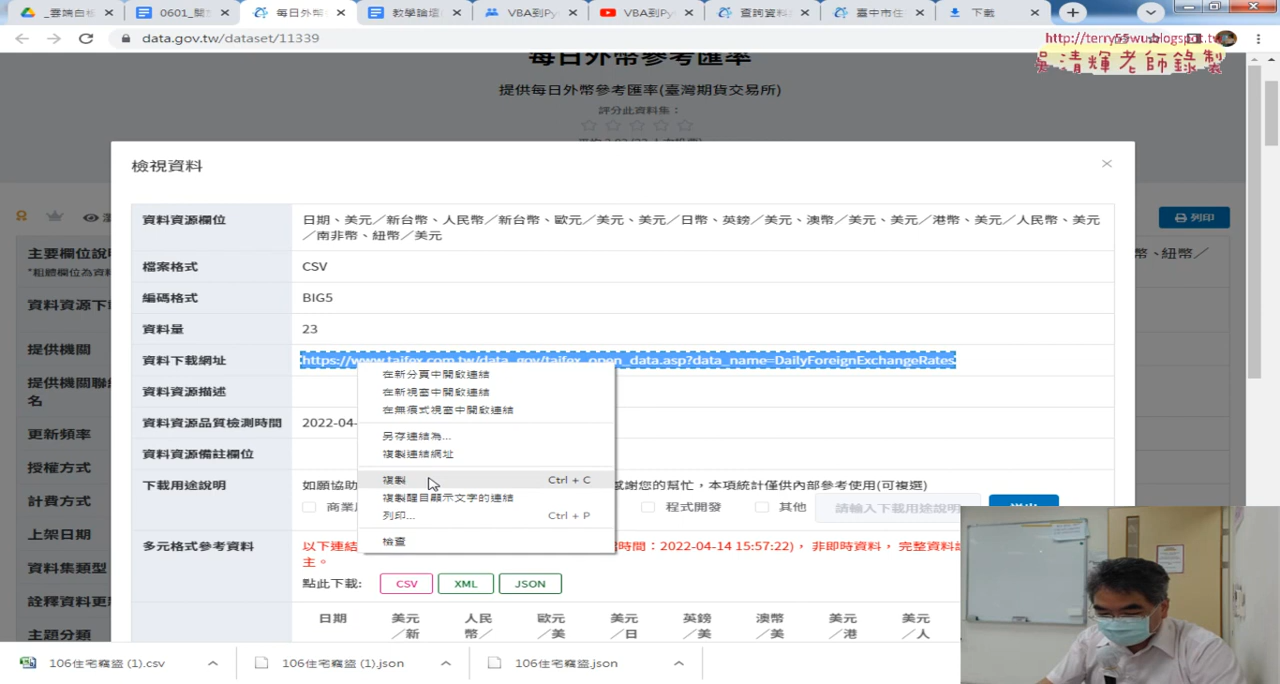 _雲端白板
0601_開放
每日外幣參
教學論壇
VBA到Py
VBA到Py
查詢資料
臺中市住
下載
data.gov.tw/dataset/11339
http://terry55wu.blogspot.tw
吳清輝老師錄製
每日外幣參考匯率
提供每日外幣參考匯率(臺灣期貨交易所)
評分此資料集：
檢視資料
列印
資料資源欄位
日期、美元／新台幣、人民幣／新台幣、歐元／美元、美元／日幣、英鎊／美元、澳幣／美元、美元／港幣、美元／人民幣、美元
／南非幣、紐幣／美元
主要欄位說明
幣、紐幣／
檔案格式
CSV
編碼格式
BIG5
資料資源下
資料量
23
提供機關
資料下載網址
https://www.taifex.com.tw/data_gov/taifex_open_data.asp?data_name=DailyForeignExchangeRates
在新分頁中開啟連結
提供機關聯
名
資料資源描述
在新視窗中開啟連結
在無痕式視窗中開啟連結
資料資源品質檢測時間
2022-04-
更新頻率
另存連結為...
資料資源備註欄位
複製連結網址
授權方式
複製
Ctrl + C
下載用途說明
如願協助
感謝您的幫忙，本項統計僅供內部參考使用(可複選)
計費方式
複製醒目顯示文字的連結
商業
程式開發
其他
請輸入下載用途說明
送出
列印...
Ctrl + P
上架日期
檢查
多元格式參考資料
以下連結
時間：2022-04-14 15:57:22)， 非即時資料， 完整資料
主。
資料集類型
點此下載:
CSV
XML
JSON
詮釋資料更
日期
美元
人民
歐元
美元
英鎊
澳幣
美元
美元
／新
幣／
／美
／日
／美
／美
／港
／人
主題分類
106住宅竊盜 (1).csv
106住宅竊盜 (1).json
106住宅竊盜.json